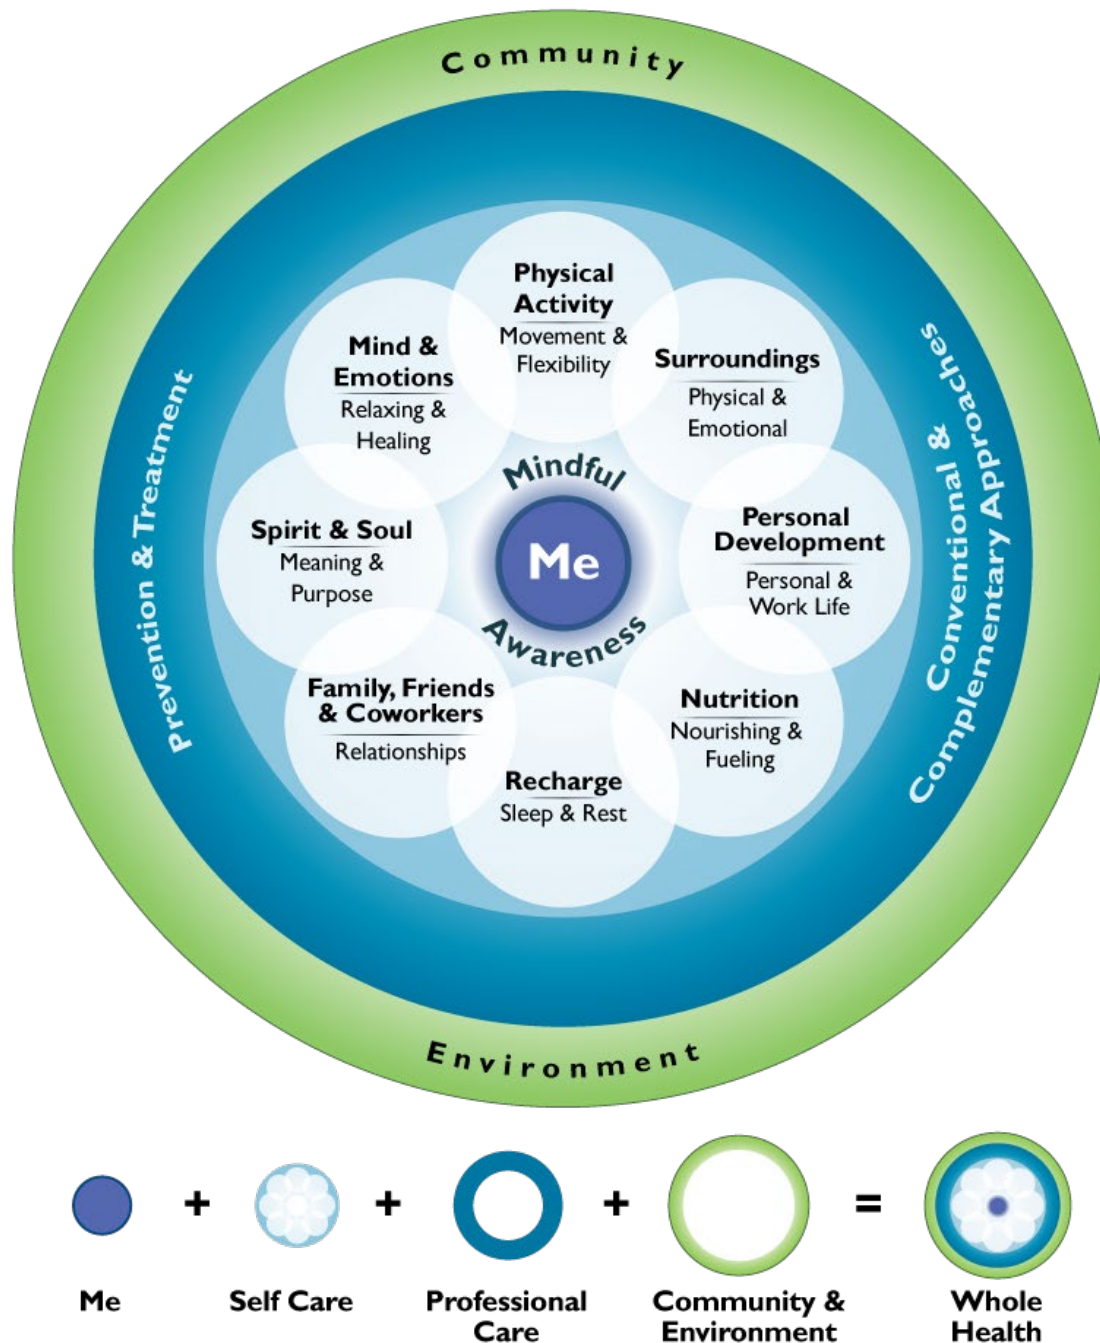 Community
Prevention & Treatment
Conventional &
Complementary Approaches
Physical
Activity
Movement &
Flexibility
Surroundings
Physical &
Emotional
Personal
Development
Personal &
Work Life
Nutrition
Nourishing &
Fueling
Recharge
Sleep & Rest
Family, Friends
& Coworkers
Relationships
Spirit & Soul
Meaning &
Purpose
Mind &
Emotions
Relaxing &
Healing
Mindful
Me
Awareness
Environment
+ + + =
Me
Self Care
Professional
Care
Community &
Environment
Whole
Health